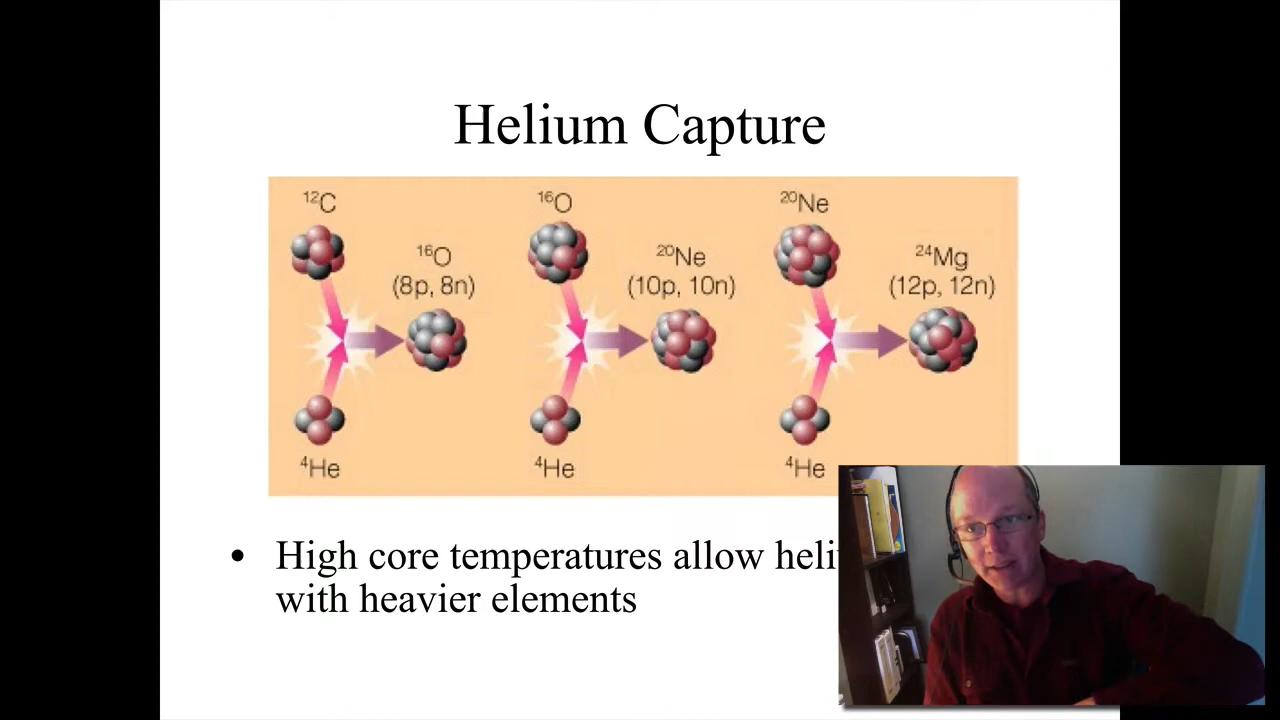 Helium Capture
¹²C
¹⁶O
(8p, 8n)
⁴He
¹⁶O
²⁰Ne
(10p, 10n)
⁴He
²⁰Ne
²⁴Mg
(12p, 12n)
⁴He
• High core temperatures allow
with heavier elements